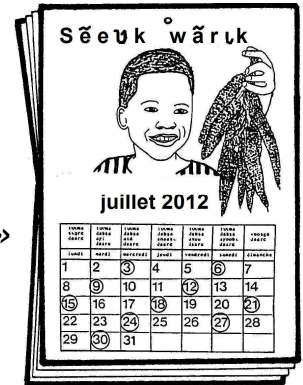 »
Sẽeʋk wãrɩk
juillet 2012
lundi mardi mercredi jeudi vendredi samedi dimanche
1 2 3 4 5 6 7
8 9 10 11 12 13 14
15 16 17 18 19 20 21
22 23 24 25 26 27 28
29 30 31